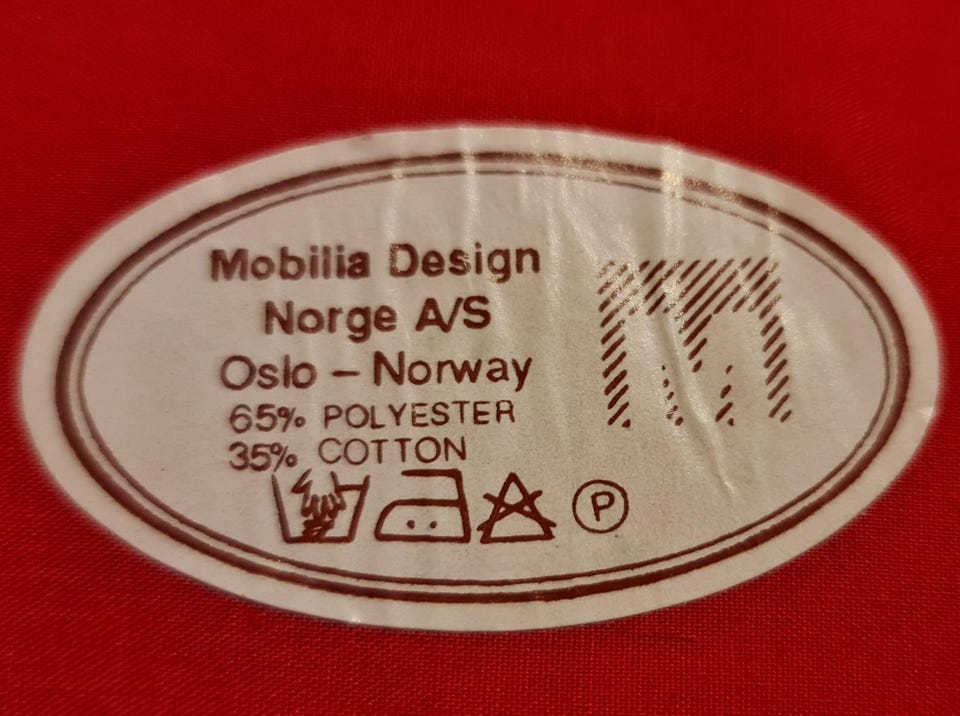 Mobilia Design
Norge A/S
Oslo – Norway
65% POLYESTER
35% COTTON
P